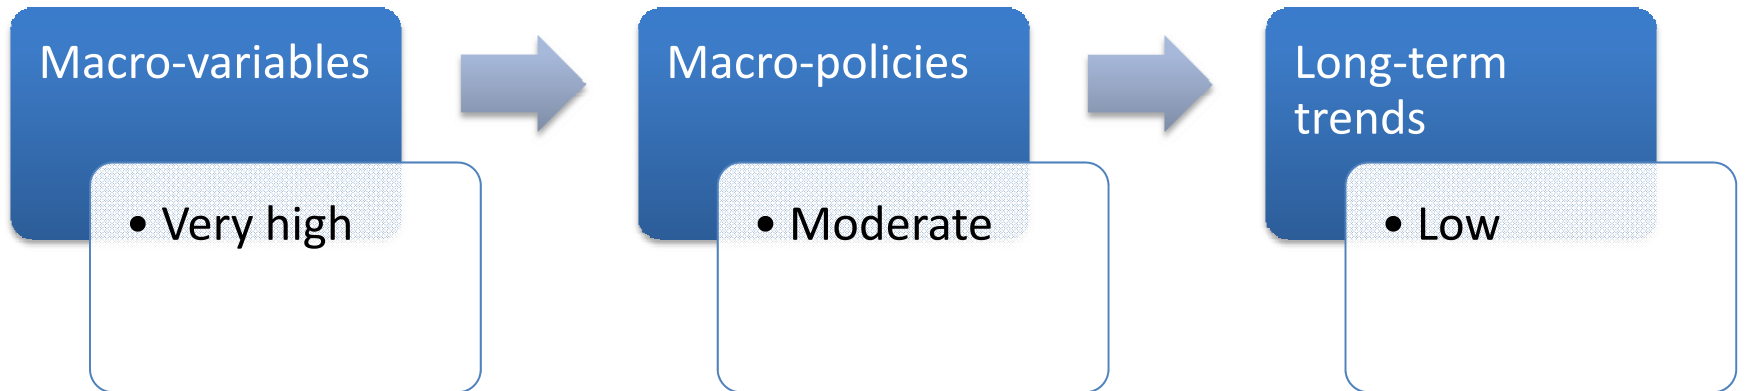 Macro-variables
• Very high
Macro-policies
• Moderate
Long-term
trends
• Low